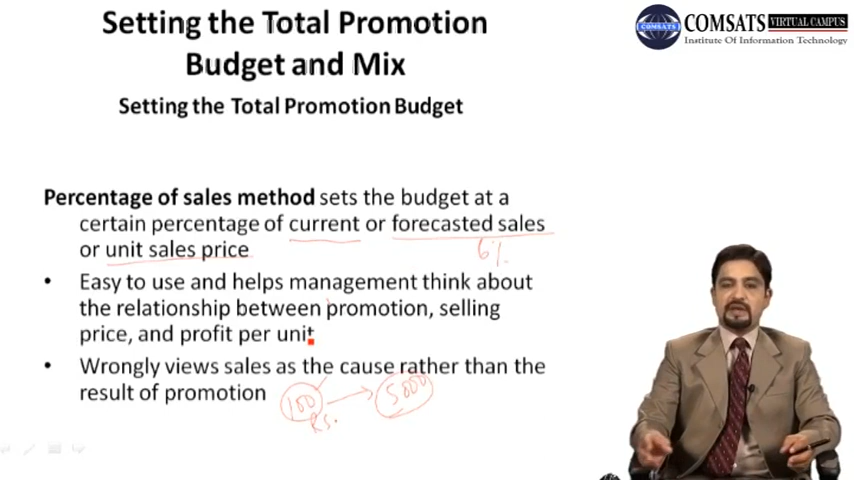 Setting the Total Promotion
Budget and Mix
Setting the Total Promotion Budget
COMSATS VIRTUAL CAMPUS
Institute Of Information Technology
COMSATS
Percentage of sales method sets the budget at a
certain percentage of current or forecasted sales
or unit sales price
6%
• Easy to use and helps management think about
the relationship between promotion, selling
price, and profit per unit
• Wrongly views sales as the cause rather than the
result of promotion
100 → 5000
Rs.